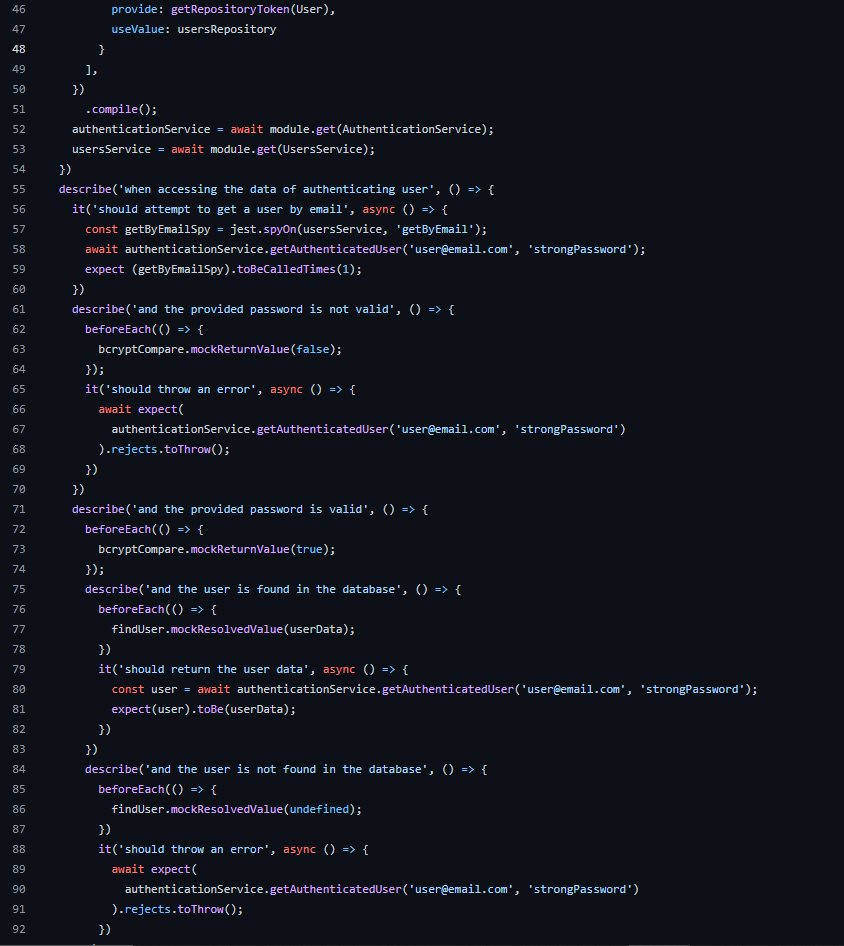 46 provide: getRepositoryToken(User),
47 useValue: usersRepository
48 }
49 ],
50 })
51 .compile();
52 authenticationService = await module.get(AuthenticationService);
53 usersService = await module.get(UsersService);
54 })
55 describe('when accessing the data of authenticating user', () => {
56 it('should attempt to get a user by email', async () => {
57 const getByEmailSpy = jest.spyOn(usersService, 'getByEmail');
58 await authenticationService.getAuthenticatedUser('user@email.com', 'strongPassword');
59 expect (getByEmailSpy).toBeCalledTimes(1);
60 })
61 describe('and the provided password is not valid', () => {
62 beforeEach(() => {
63 bcryptCompare.mockReturnValue(false);
64 });
65 it('should throw an error', async () => {
66 await expect(
67 authenticationService.getAuthenticatedUser('user@email.com', 'strongPassword')
68 ).rejects.toThrow();
69 })
70 })
71 describe('and the provided password is valid', () => {
72 beforeEach(() => {
73 bcryptCompare.mockReturnValue(true);
74 });
75 describe('and the user is found in the database', () => {
76 beforeEach(() => {
77 findUser.mockResolvedValue(userData);
78 })
79 it('should return the user data', async () => {
80 const user = await authenticationService.getAuthenticatedUser('user@email.com', 'strongPassword');
81 expect(user).toBe(userData);
82 })
83 })
84 describe('and the user is not found in the database', () => {
85 beforeEach(() => {
86 findUser.mockResolvedValue(undefined);
87 })
88 it('should throw an error', async () => {
89 await expect(
90 authenticationService.getAuthenticatedUser('user@email.com', 'strongPassword')
91 ).rejects.toThrow();
92 })